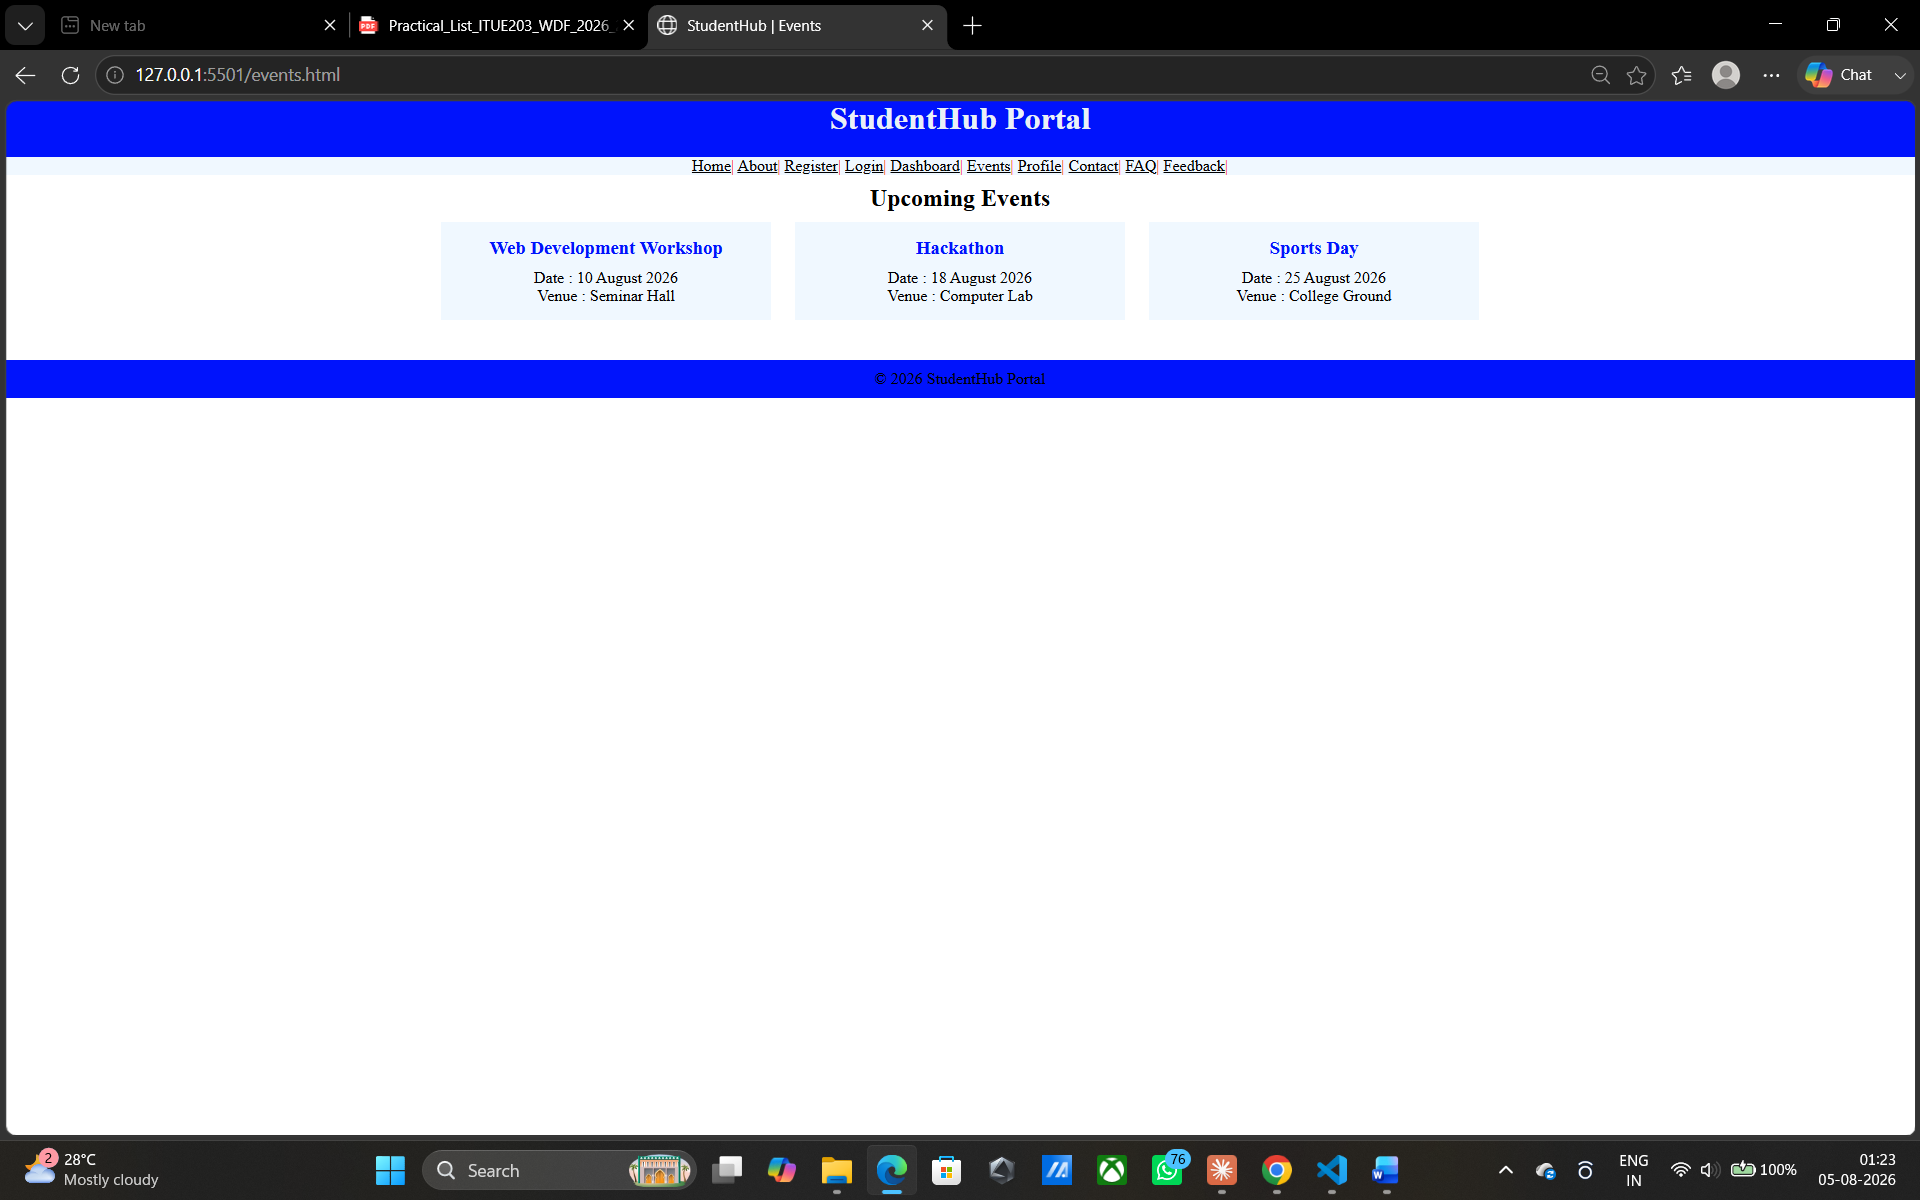 New tab
Practical_List_ITUE203_WDF_2026_
StudentHub | Events
127.0.0.1:5501/events.html
Chat
StudentHub Portal
Home| About| Register| Login| Dashboard| Events| Profile| Contact| FAQ| Feedback|
Upcoming Events
Web Development Workshop
Date : 10 August 2026
Venue : Seminar Hall
Hackathon
Date : 18 August 2026
Venue : Computer Lab
Sports Day
Date : 25 August 2026
Venue : College Ground
© 2026 StudentHub Portal
2
28°C
Mostly cloudy
Search
76
ENG
IN
100%
01:23
05-08-2026